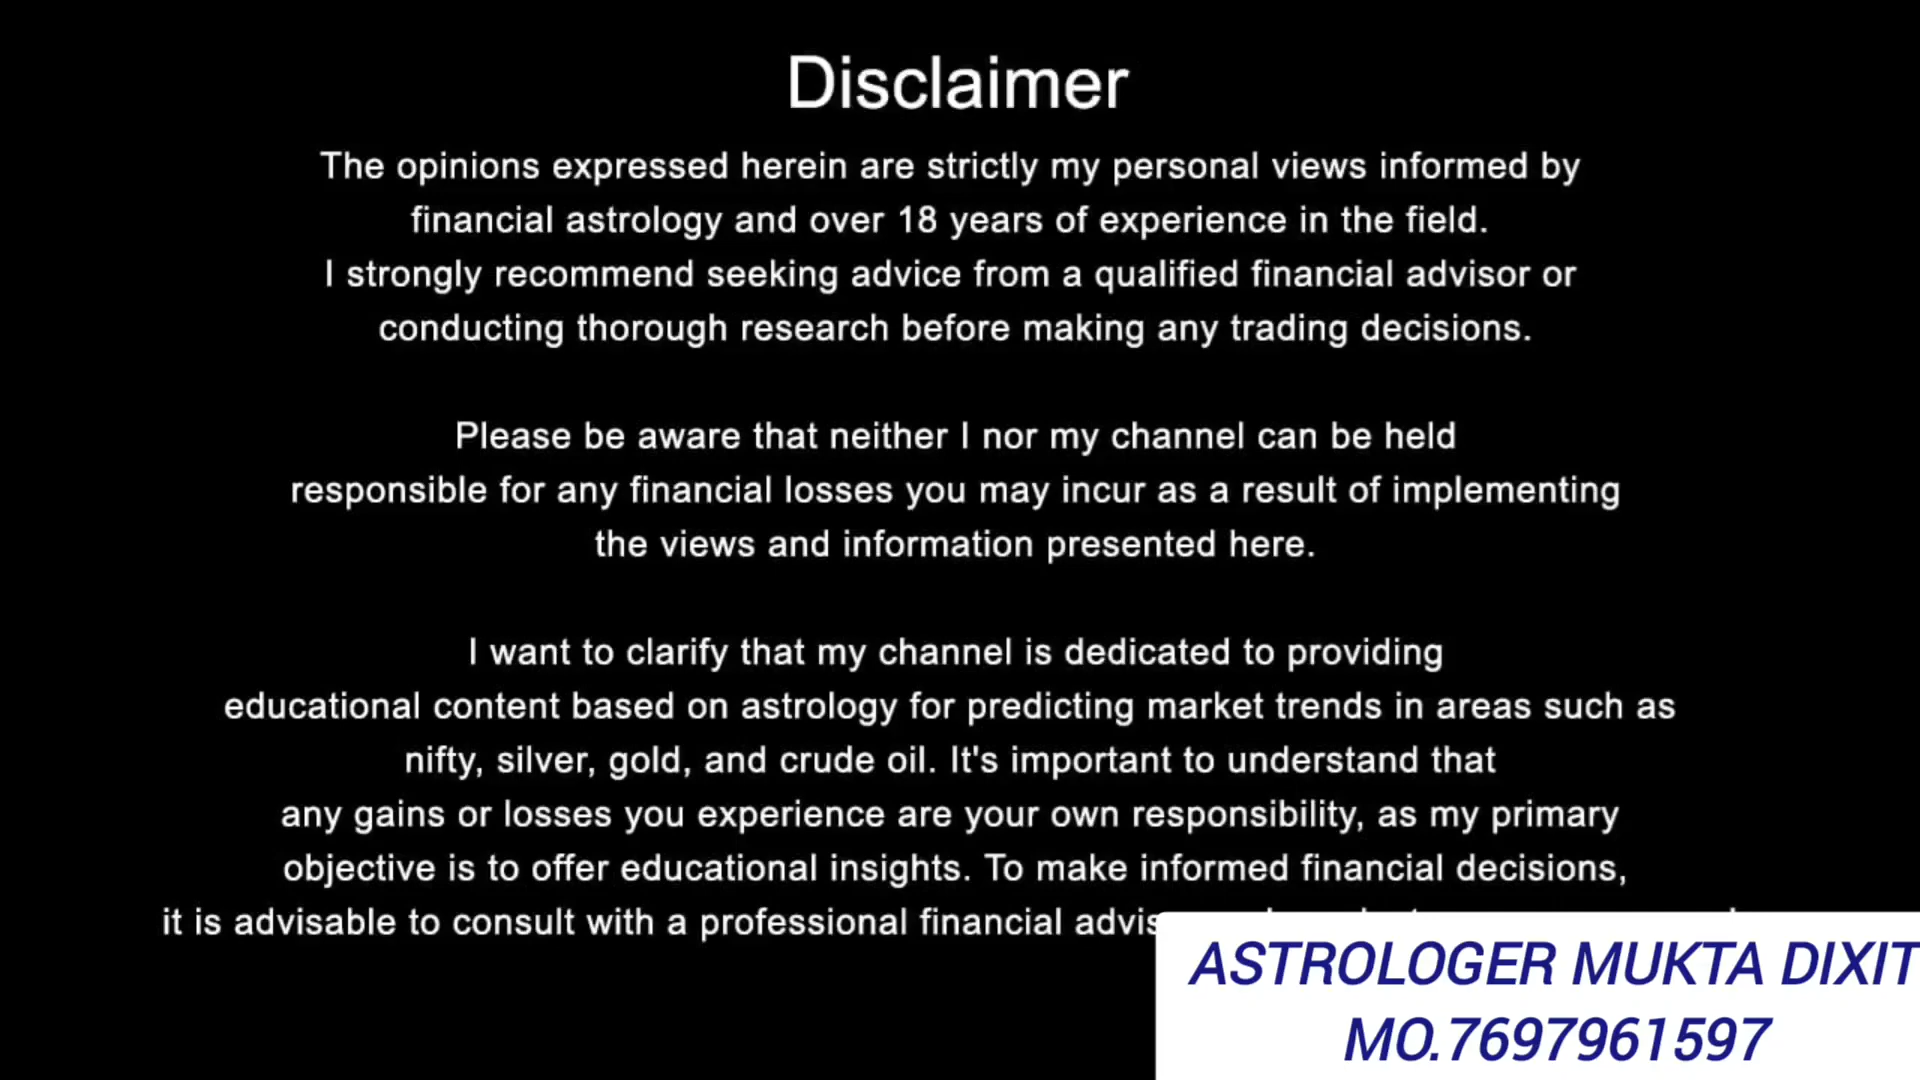 Disclaimer
The opinions expressed herein are strictly my personal views informed by
financial astrology and over 18 years of experience in the field.
I strongly recommend seeking advice from a qualified financial advisor or
conducting thorough research before making any trading decisions.
Please be aware that neither I nor my channel can be held
responsible for any financial losses you may incur as a result of implementing
the views and information presented here.
I want to clarify that my channel is dedicated to providing
educational content based on astrology for predicting market trends in areas such as
nifty, silver, gold, and crude oil. It's important to understand that
any gains or losses you experience are your own responsibility, as my primary
objective is to offer educational insights. To make informed financial decisions,
it is advisable to consult with a professional financial
ASTROLOGER MUKTA DIXIT
MO.7697961597